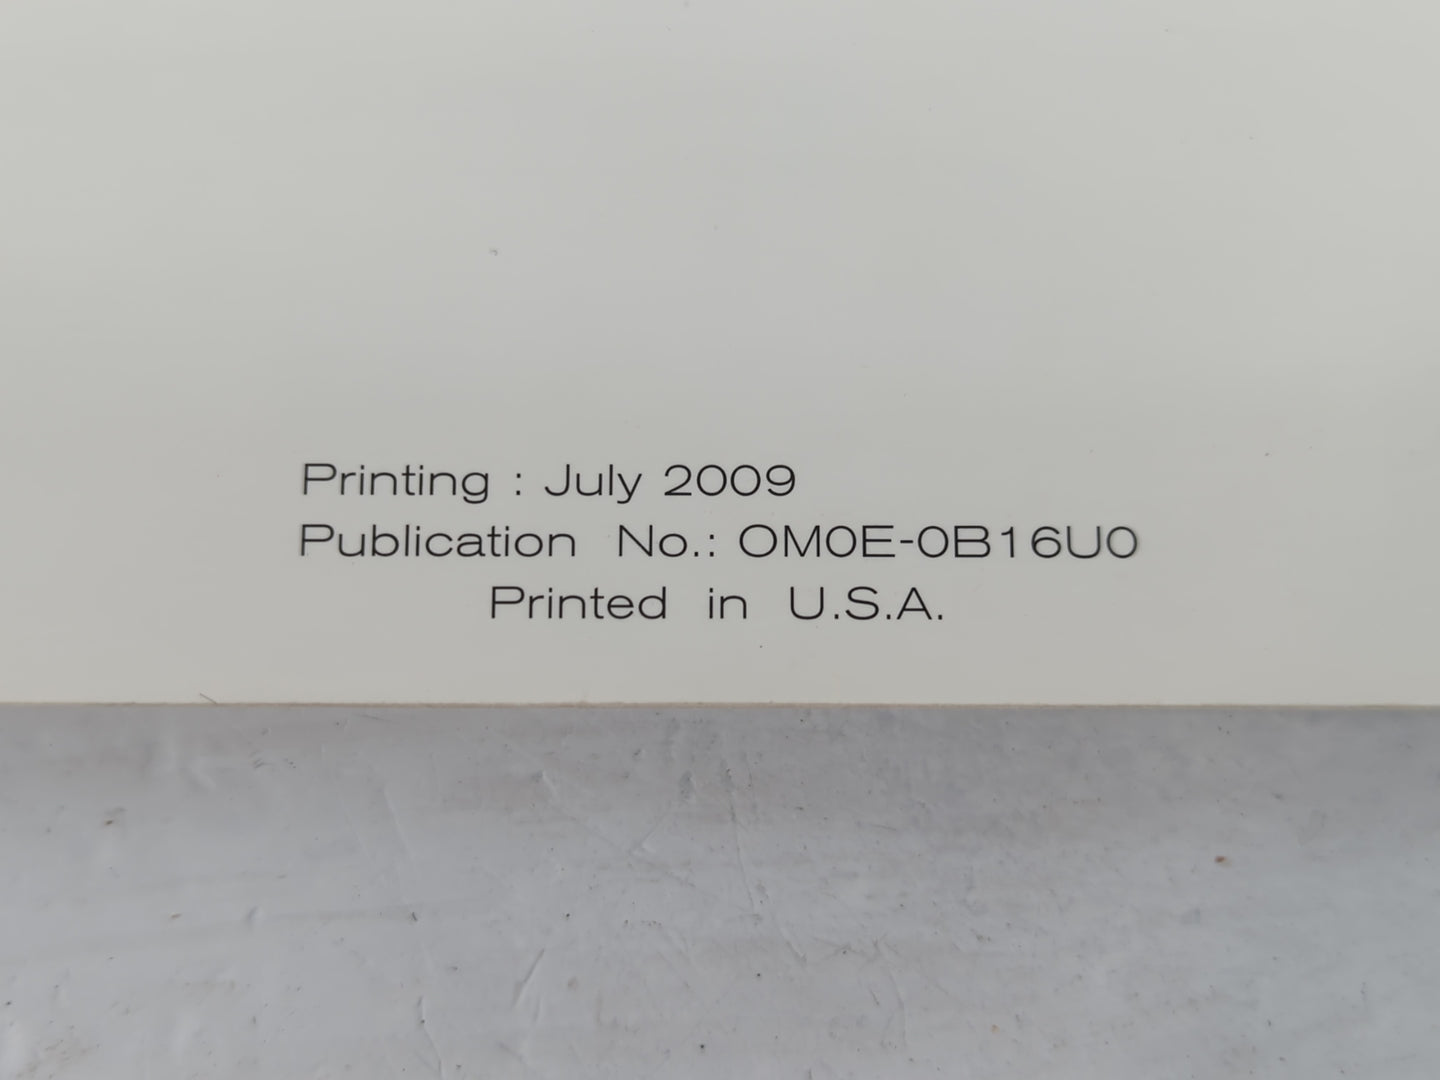 Printing : July 2009
Publication No.: OM0E-0B16U0
Printed in U.S.A.